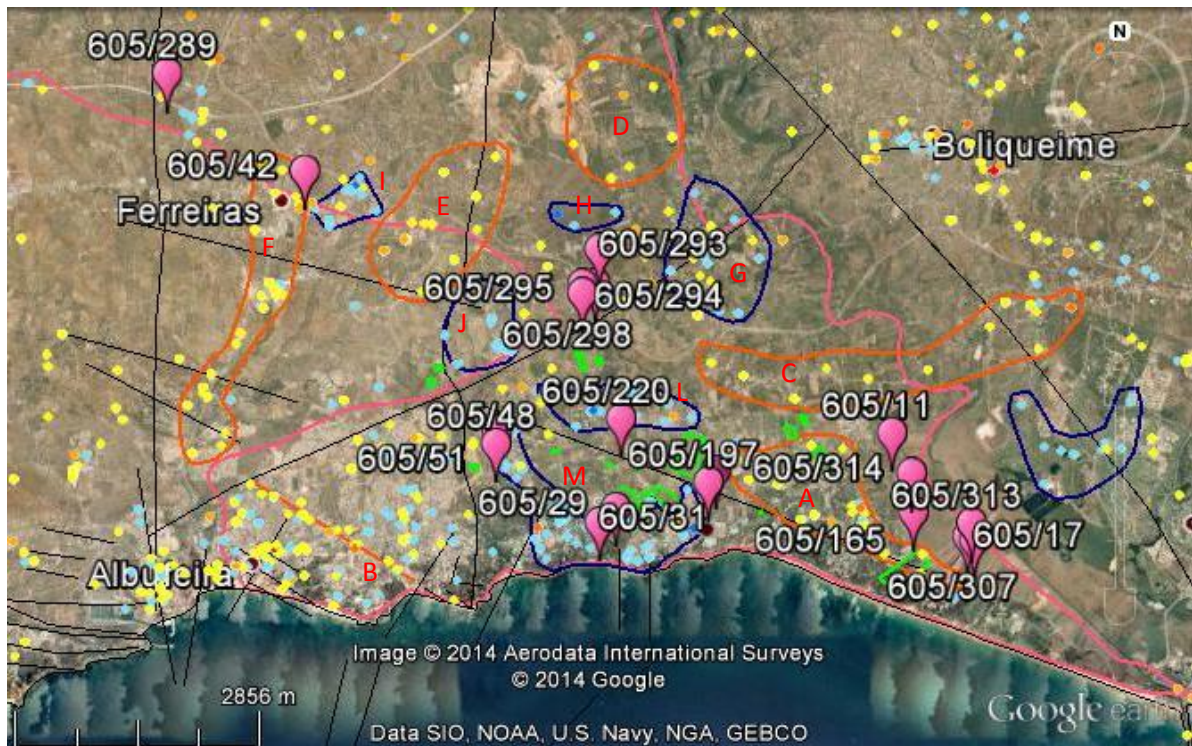 605/289
N
D
Boliqueime
605/42
I
Ferreiras
E
H
F
605/293
G
605/295
605/294
J
605/298
C
605/220
L
605/11
605/48
605/51
605/197
605/314
M
605/29
605/31
A
605/313
605/165
605/17
Albufeira
B
605/307
Image © 2014 Aerodata International Surveys
© 2014 Google
2856 m
Google earth
Data SIO, NOAA, U.S. Navy, NGA, GEBCO